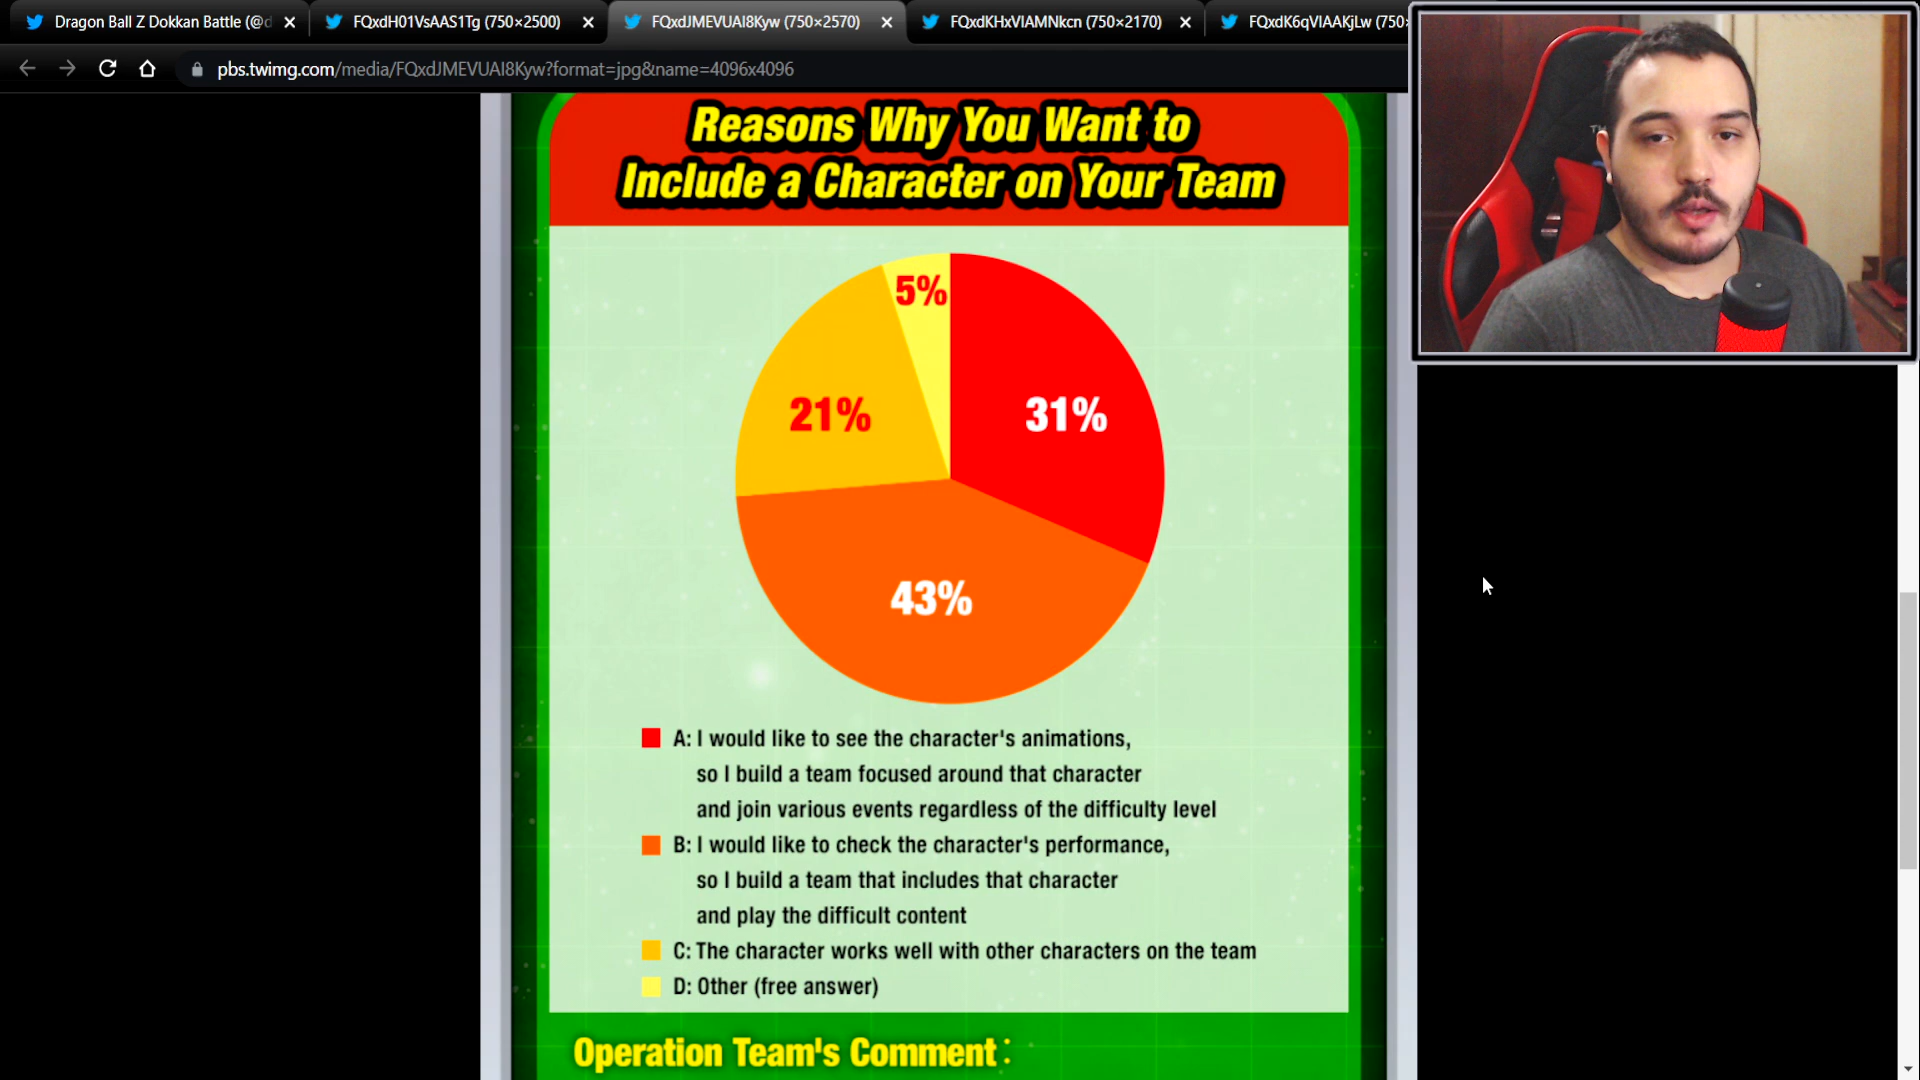 Dragon Ball Z Dokkan Battle (@d
FQxdH01VsAAS1Tg (750×2500)
FQxdJMEVUAI8Kyw (750×2570)
FQxdKHxVIAMNkcn (750×2170)
FQxdK6qVIAAKjLw (750×
pbs.twimg.com/media/FQxdJMEVUAI8Kyw?format=jpg&name=4096x4096
Reasons Why You Want to
Include a Character on Your Team
5%
21%
31%
43%
A: I would like to see the character's animations,
so I build a team focused around that character
and join various events regardless of the difficulty level
B: I would like to check the character's performance,
so I build a team that includes that character
and play the difficult content
C: The character works well with other characters on the team
D: Other (free answer)
Operation Team's Comment: